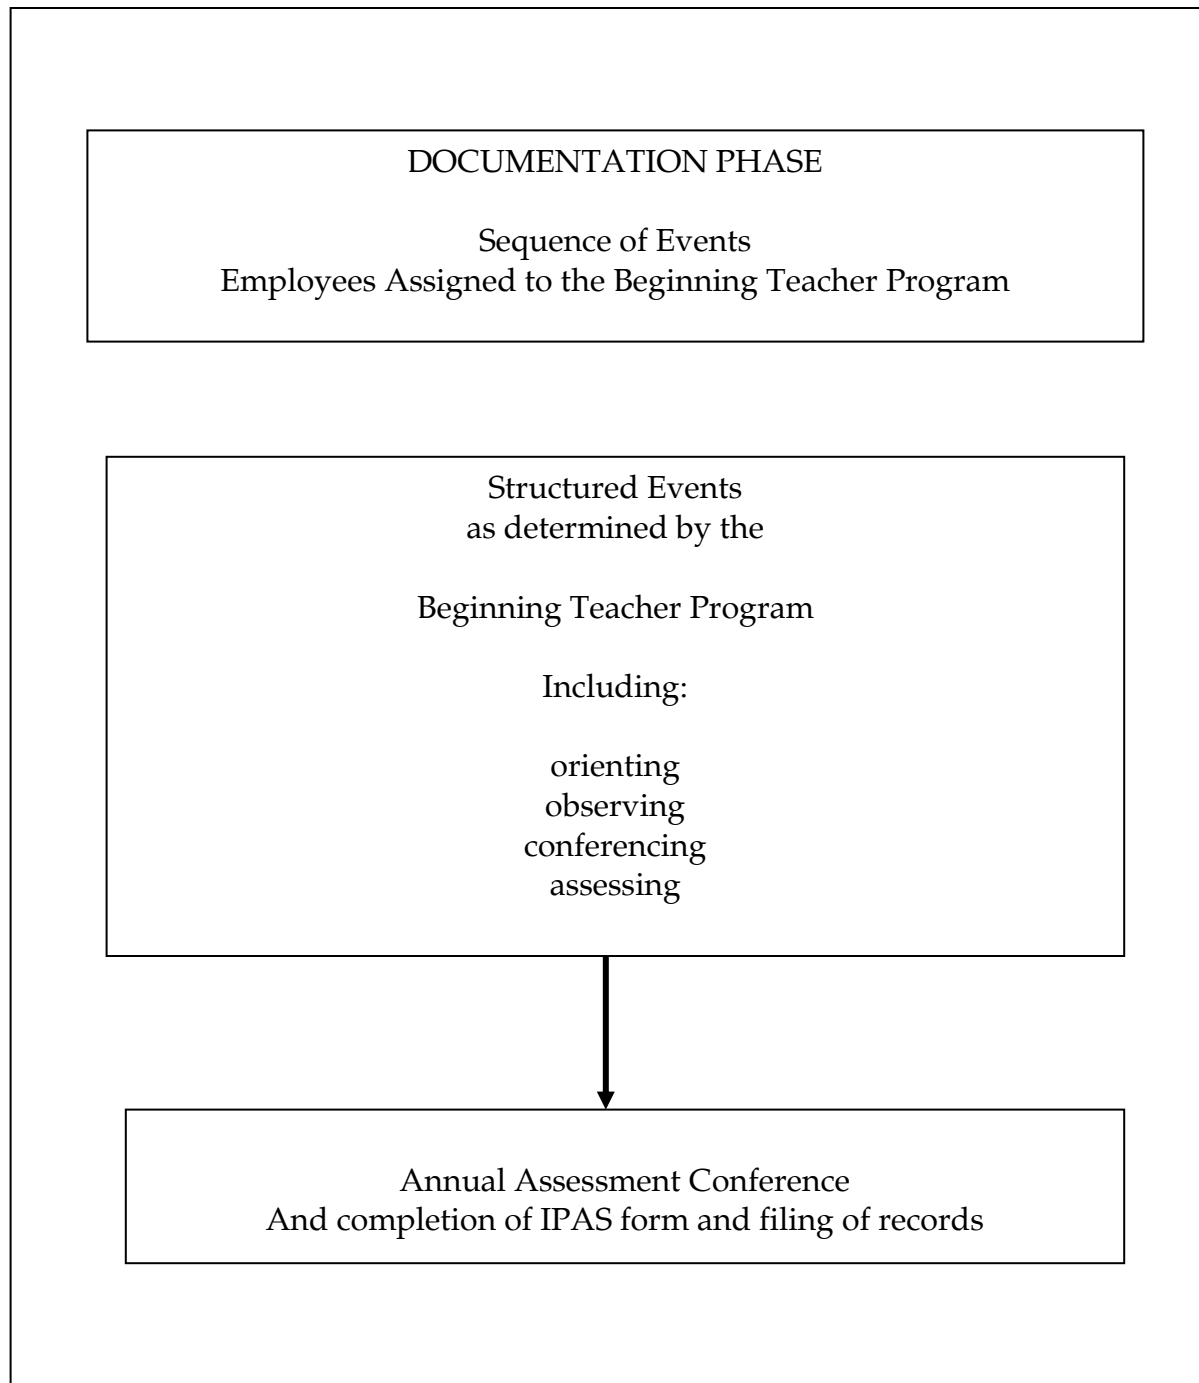 DOCUMENTATION PHASE
Sequence of Events
Employees Assigned to the Beginning Teacher Program
Structured Events
as determined by the
Beginning Teacher Program
Including:
orienting
observing
conferencing
assessing
Annual Assessment Conference
And completion of IPAS form and filing of records